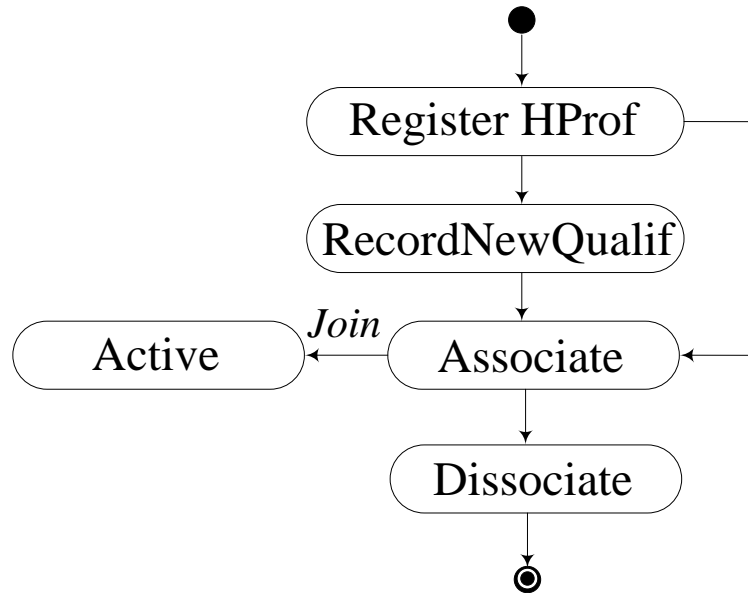 Register HProf
RecordNewQualif
Join
Active
Associate
Dissociate